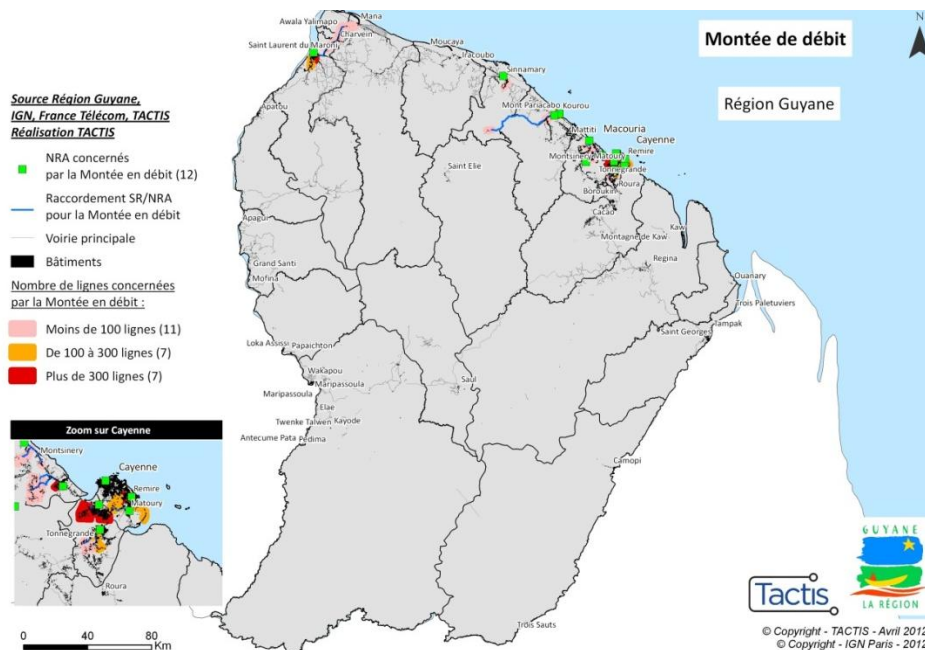 Montée de débit
Région Guyane
N
Source Région Guyane,
IGN, France Télécom, TACTIS
Réalisation TACTIS
NRA concernés
par la Montée en débit (12)
Raccordement SR/NRA
pour la Montée en débit
Voirie principale
Bâtiments
Nombre de lignes concernées
par la Montée en débit :
Moins de 100 lignes (11)
De 100 à 300 lignes (7)
Plus de 300 lignes (7)
Awala Yalimapo
Mana
Charvein
Saint Laurent du Maroni
Moucaya
Iracoubo
Sinnamary
Apatou
Mont Pariacabo
Kourou
Mattiti
Macouria
Cayenne
Montsinery
Matoury
Remire
Tonnegrande
Saint Elie
Roura
Boroukin
Cacao
Apagui
Montagne de Kaw
Kaw
Grand Santi
Regina
Mofina
Ouanary
Trois Paletuviers
Tampak
Saint Georges
Loka Assissi
Papaichton
Wakapou
Maripassoula
Maripassoula
Saul
Elae
Twenke Talwen
Kayode
Antecume Pata
Pedima
Camopi
Trois Sauts
Zoom sur Cayenne
Montsinery
Cayenne
Remire
Matoury
Tonnegrande
Roura
0 40 80
Km
Tactis
GUYANE
LA RÉGION
© Copyright - TACTIS - Avril 2012
© Copyright - IGN Paris - 2012